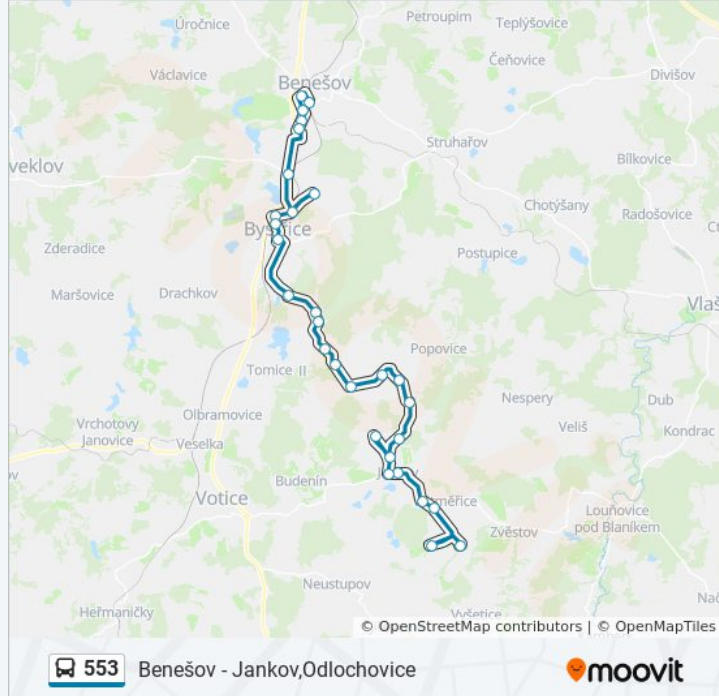 Petroupim
Teplýšovice
Úročnice
Čeňovice
Václavice
Benešov
Divišov
Struhařov
veklov
Bílkovice
Chotýšany
Radošovice
Zderadice
Postupice
Maršovice
Drachkov
Vlaš
Tomice II
Popovice
Olbramovice
Nespery
Dub
Vrchotovy
Janovice
Veselka
Veliš
Kondrac
Budenín
Votice
Louňovice
pod Blaníkem
Zvěstov
Neustupov
Heřmaničky
© OpenStreetMap contributors | © OpenMapTiles
553 Benešov - Jankov,Odlochovice
moovit